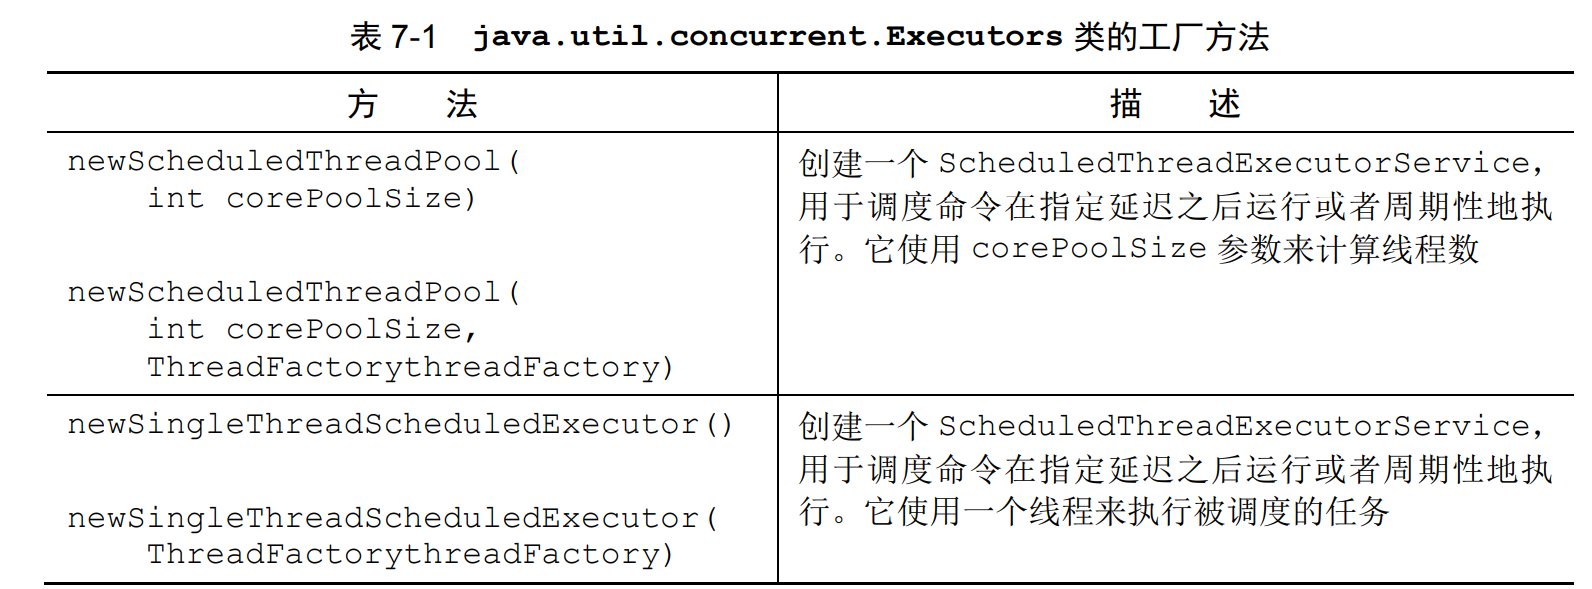 表 7-1 java.util.concurrent.Executors 类的工厂方法
方 法
描 述
newScheduledThreadPool(
int corePoolSize)
newScheduledThreadPool(
int corePoolSize,
ThreadFactorythreadFactory)
创建一个 ScheduledThreadExecutorService，
用于调度命令在指定延迟之后运行或者周期性地执
行。它使用 corePoolSize 参数来计算线程数
newSingleThreadScheduledExecutor()
newSingleThreadScheduledExecutor(
ThreadFactorythreadFactory)
创建一个 ScheduledThreadExecutorService，
用于调度命令在指定延迟之后运行或者周期性地执
行。它使用一个线程来执行被调度的任务